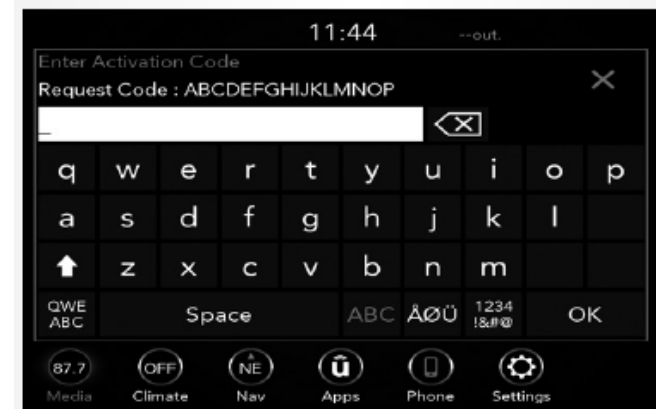 11:44 --out.
Enter Activation Code
Request Code : ABCDEFGHIJKLMNOP
_
q w e r t y u i o p
a s d f g h j k l
z x c v b n m
QWE ABC Space ABC ÅØÜ 1234 !&#@ OK
87.7 OFF NE û
Media Climate Nav Apps Phone Settings